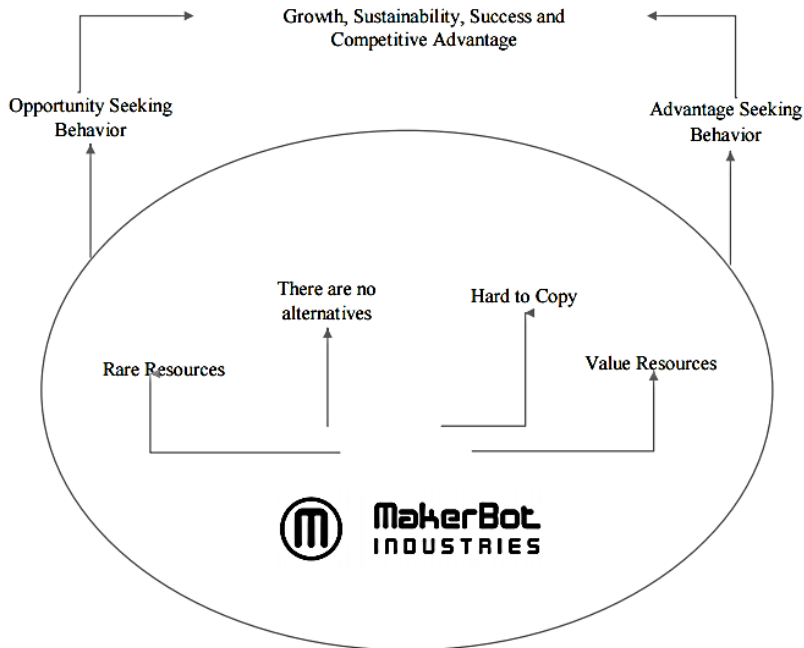 Growth, Sustainability, Success and
Competitive Advantage
Opportunity Seeking
Behavior
Advantage Seeking
Behavior
There are no
alternatives
Hard to Copy
Rare Resources
Value Resources
MakerBot
INDUSTRIES